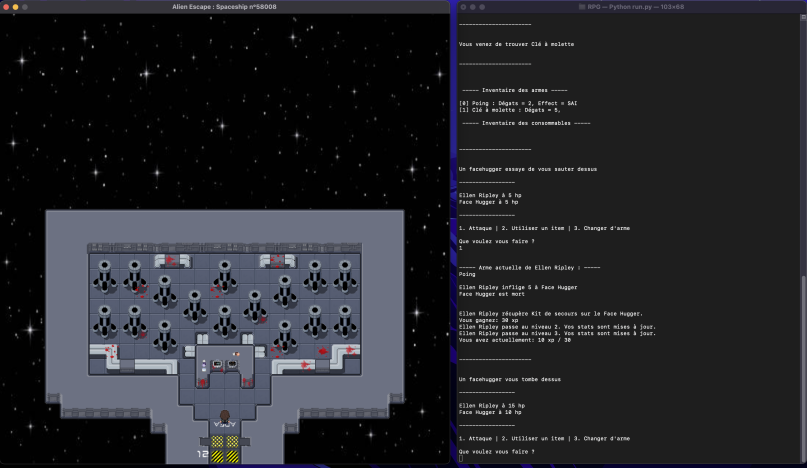 Alien Escape : Spaceship n°58008
12
RPG — Python run.py — 103×68
----------------------
Vous venez de trouver Clé à molette
----------------------
----- Inventaire des armes -----
[0] Poing : Dégats = 2, Effect = SAI
[1] Clé à molette : Dégats = 5,
----- Inventaire des consommables -----
----------------------
Un facehugger essaye de vous sauter dessus
-----------------
Ellen Ripley à 5 hp
Face Hugger à 5 hp
-----------------
1. Attaque | 2. Utiliser un item | 3. Changer d'arme
Que voulez vous faire ?
1
----- Arme actuelle de Ellen Ripley : -----
Poing
Ellen Ripley inflige 5 à Face Hugger
Face Hugger est mort
Ellen Ripley récupère Kit de secours sur le Face Hugger.
Vous gagnez: 30 xp
Ellen Ripley passe au niveau 2. Vos stats sont mises à jour.
Ellen Ripley passe au niveau 3. Vos stats sont mises à jour.
Vous avez actuellement: 10 xp / 30
----------------------
Un facehugger vous tombe dessus
-----------------
Ellen Ripley à 15 hp
Face Hugger à 10 hp
-----------------
1. Attaque | 2. Utiliser un item | 3. Changer d'arme
Que voulez vous faire ?